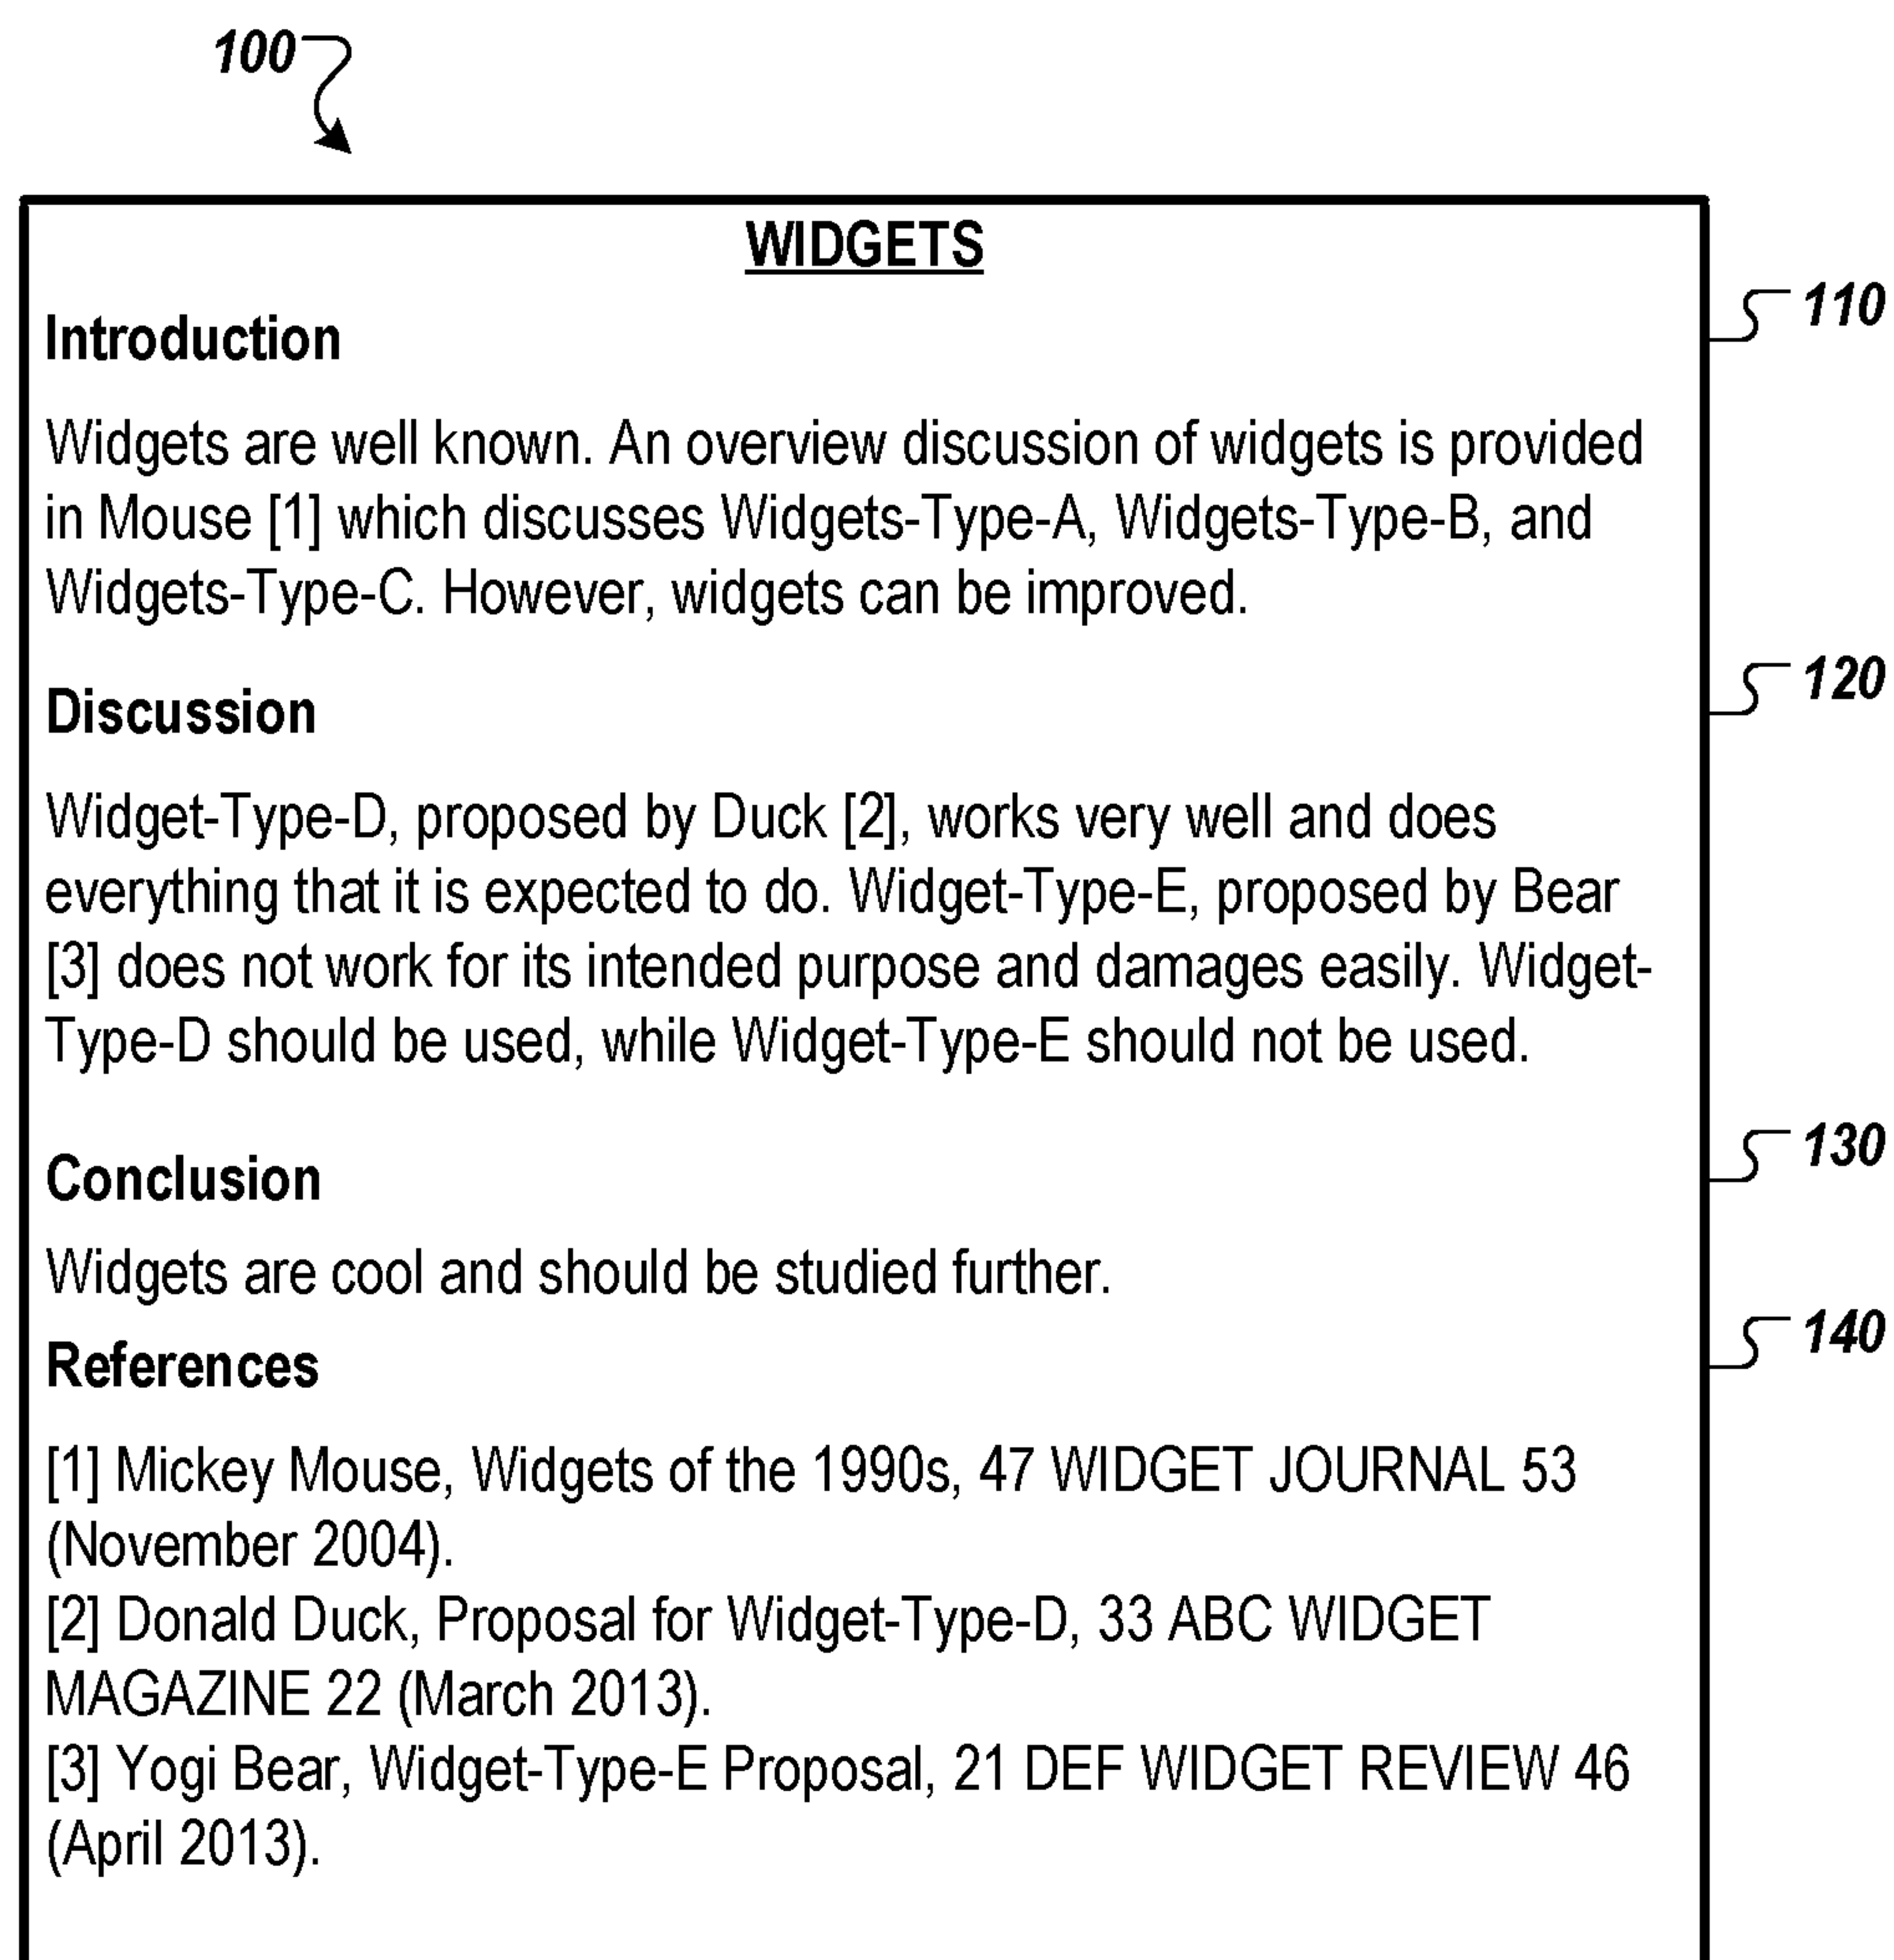 100
WIDGETS
110
Introduction
Widgets are well known. An overview discussion of widgets is provided
in Mouse [1] which discusses Widgets-Type-A, Widgets-Type-B, and
Widgets-Type-C. However, widgets can be improved.
120
Discussion
Widget-Type-D, proposed by Duck [2], works very well and does
everything that it is expected to do. Widget-Type-E, proposed by Bear
[3] does not work for its intended purpose and damages easily. Widget-
Type-D should be used, while Widget-Type-E should not be used.
130
Conclusion
Widgets are cool and should be studied further.
140
References
[1] Mickey Mouse, Widgets of the 1990s, 47 WIDGET JOURNAL 53
(November 2004).
[2] Donald Duck, Proposal for Widget-Type-D, 33 ABC WIDGET
MAGAZINE 22 (March 2013).
[3] Yogi Bear, Widget-Type-E Proposal, 21 DEF WIDGET REVIEW 46
(April 2013).